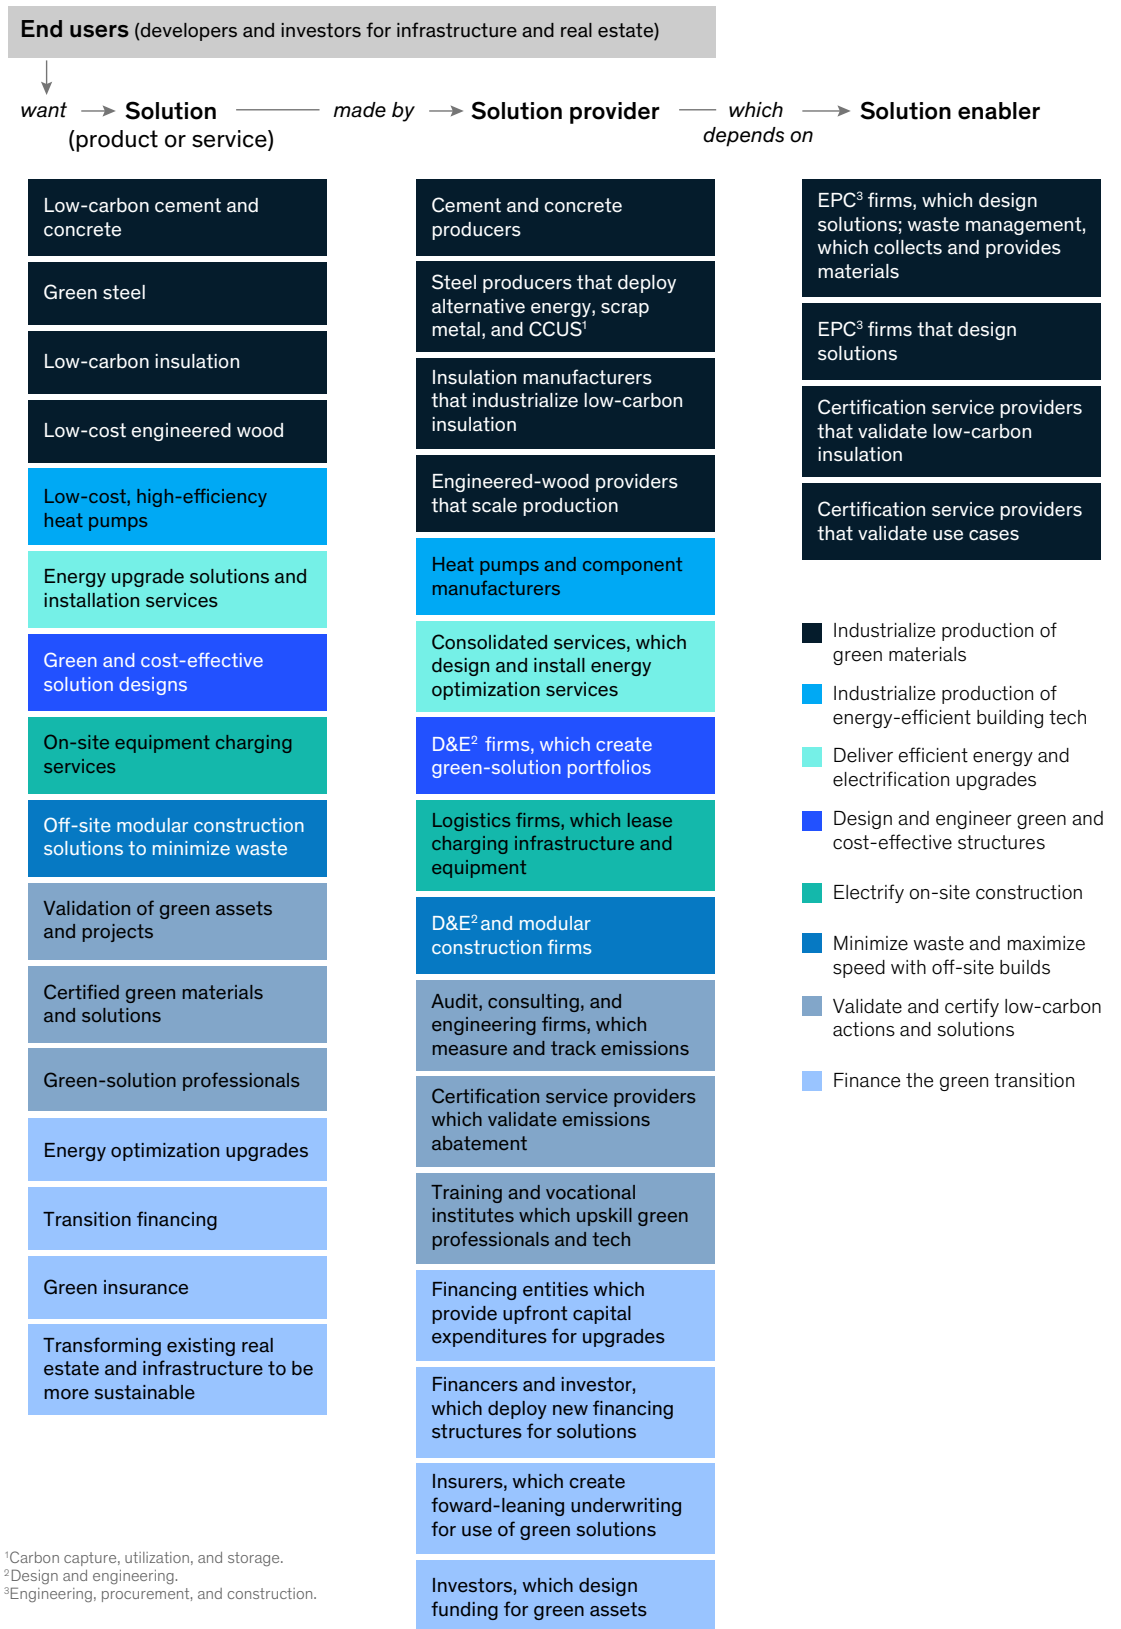 End users (developers and investors for infrastructure and real estate)
want
Solution
(product or service)
made by
Solution provider
which
depends on
Solution enabler
Low-carbon cement and
concrete
Green steel
Low-carbon insulation
Low-cost engineered wood
Low-cost, high-efficiency
heat pumps
Energy upgrade solutions and
installation services
Green and cost-effective
solution designs
On-site equipment charging
services
Off-site modular construction
solutions to minimize waste
Validation of green assets
and projects
Certified green materials
and solutions
Green-solution professionals
Energy optimization upgrades
Transition financing
Green insurance
Transforming existing real
estate and infrastructure to be
more sustainable
Cement and concrete
producers
Steel producers that deploy
alternative energy, scrap
metal, and CCUS¹
Insulation manufacturers
that industrialize low-carbon
insulation
Engineered-wood providers
that scale production
Heat pumps and component
manufacturers
Consolidated services, which
design and install energy
optimization services
D&E² firms, which create
green-solution portfolios
Logistics firms, which lease
charging infrastructure and
equipment
D&E² and modular
construction firms
Audit, consulting, and
engineering firms, which
measure and track emissions
Certification service providers
which validate emissions
abatement
Training and vocational
institutes which upskill green
professionals and tech
Financing entities which
provide upfront capital
expenditures for upgrades
Financers and investor,
which deploy new financing
structures for solutions
Insurers, which create
foward-leaning underwriting
for use of green solutions
Investors, which design
funding for green assets
EPC³ firms, which design
solutions; waste management,
which collects and provides
materials
EPC³ firms that design
solutions
Certification service providers
that validate low-carbon
insulation
Certification service providers
that validate use cases
Industrialize production of
green materials
Industrialize production of
energy-efficient building tech
Deliver efficient energy and
electrification upgrades
Design and engineer green and
cost-effective structures
Electrify on-site construction
Minimize waste and maximize
speed with off-site builds
Validate and certify low-carbon
actions and solutions
Finance the green transition
¹Carbon capture, utilization, and storage.
²Design and engineering.
³Engineering, procurement, and construction.